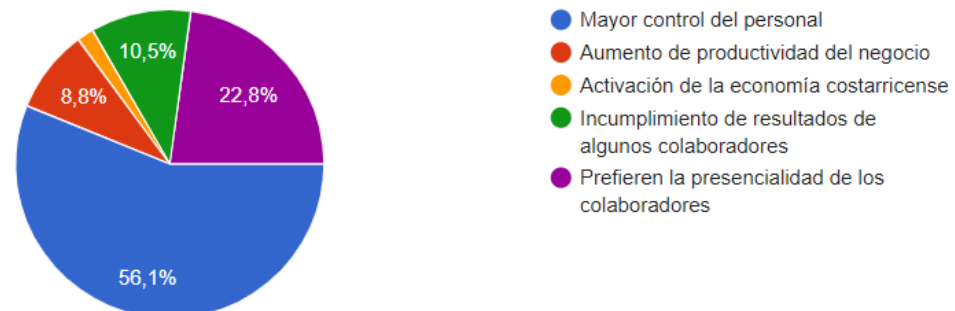 10,5%
22,8%
8,8%
56,1%
Mayor control del personal
Aumento de productividad del negocio
Activación de la economía costarricense
Incumplimiento de resultados de
algunos colaboradores
Prefieren la presencialidad de los
colaboradores